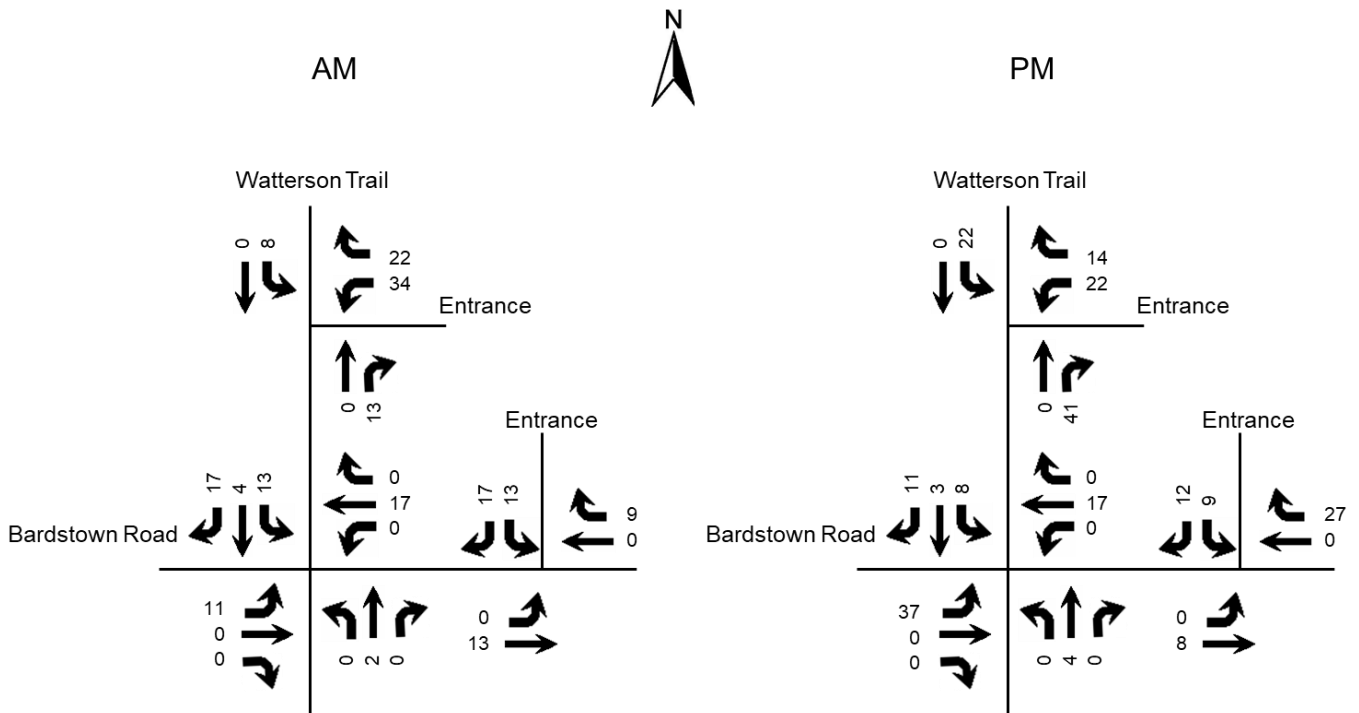 N
AM
PM
Watterson Trail
Watterson Trail
0 8
22
34
Entrance
0 13
Entrance
17 4 13
0
17
0
17 13
9
0
Bardstown Road
11
0
0
0 2 0
0
13
0 22
14
22
Entrance
0 41
Entrance
11 3 8
0
17
0
12 9
27
0
Bardstown Road
37
0
0
0 4 0
0
8